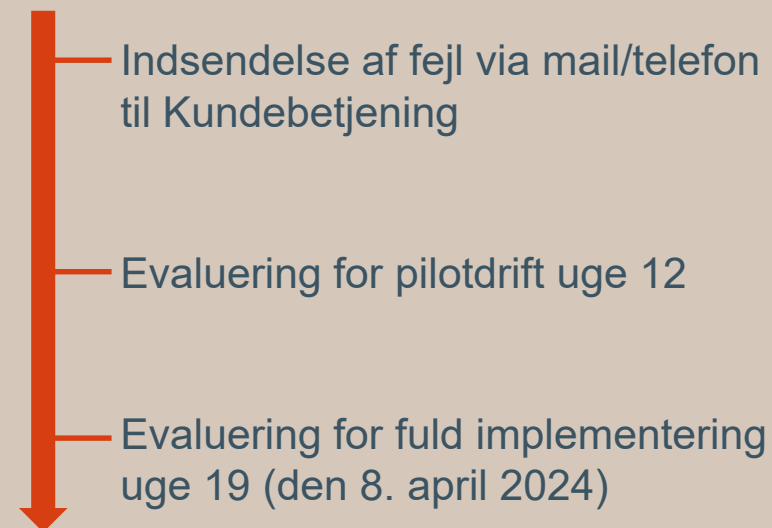 Indsendelse af fejl via mail/telefon
til Kundebetjening
Evaluering for pilotdrift uge 12
Evaluering for fuld implementering
uge 19 (den 8. april 2024)